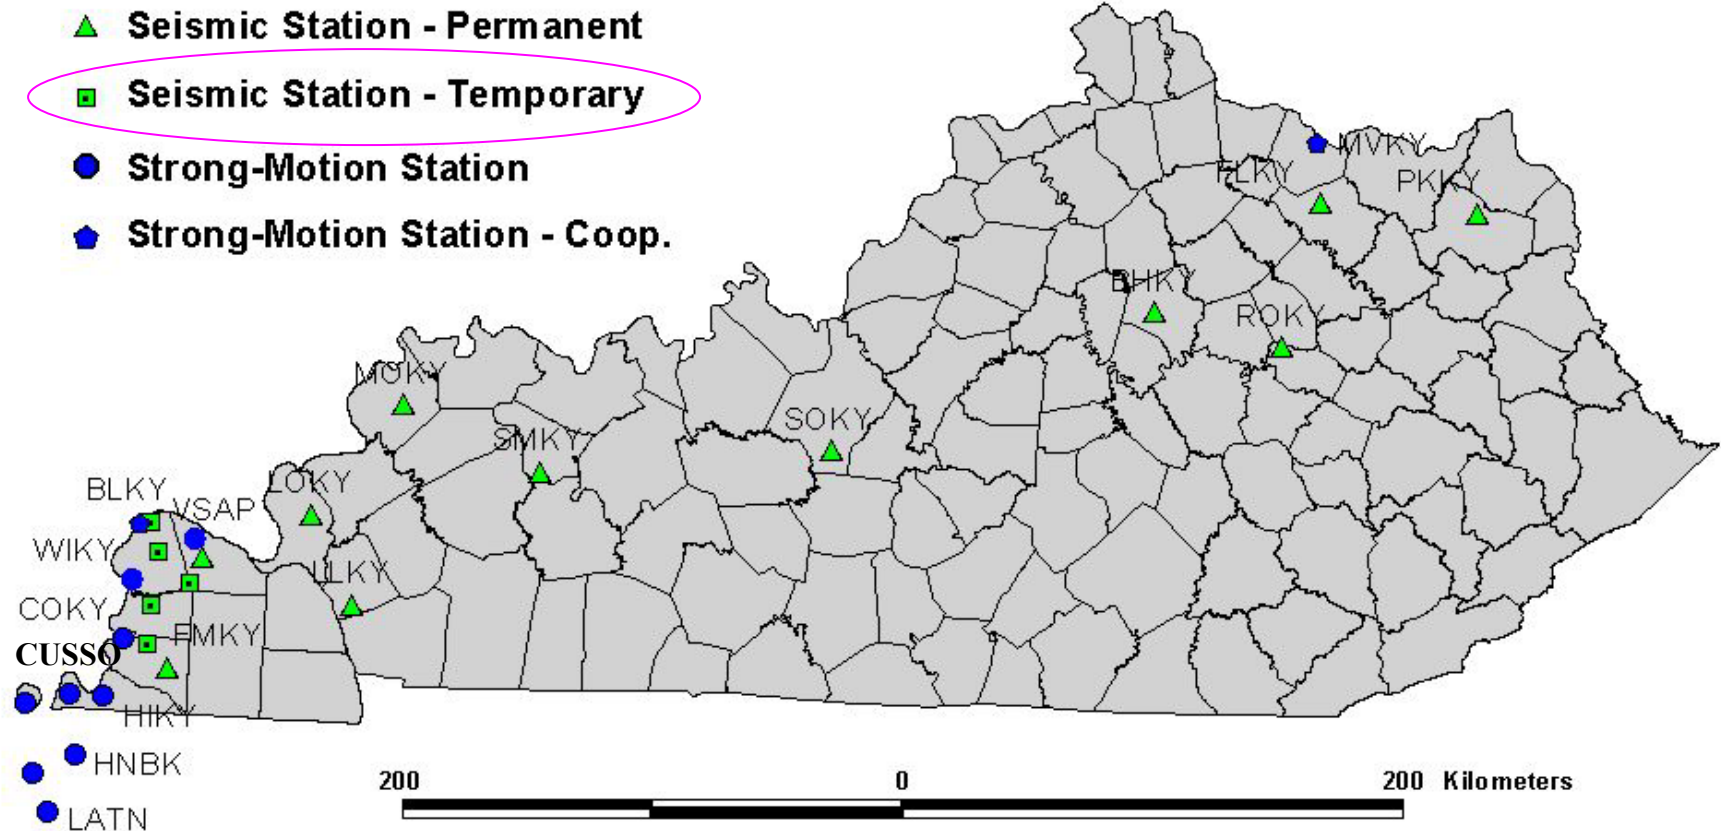 Seismic Station - Permanent
Seismic Station - Temporary
Strong-Motion Station
Strong-Motion Station - Coop.
MVKY
FLKY
PKKY
BHKY
ROKY
MOKY
SOKY
SMKY
LOKY
BLKY
VSAP
WIKY
LLKY
COKY
FMKY
CUSSO
HIKY
HNBK
LATN
200 0 200 Kilometers